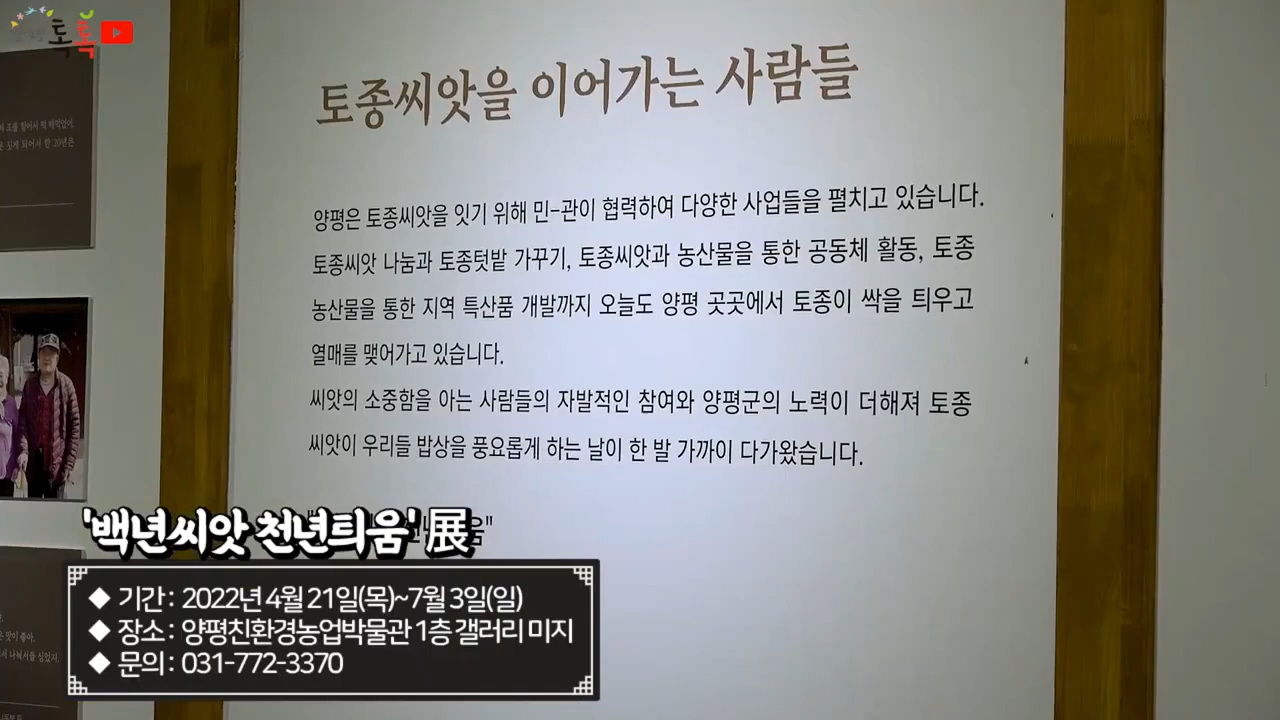 톡톡
토종씨앗을 이어가는 사람들
양평은 토종씨앗을 잇기 위해 민-관이 협력하여 다양한 사업들을 펼치고 있습니다.
토종씨앗 나눔과 토종텃밭 가꾸기, 토종씨앗과 농산물을 통한 공동체 활동, 토종
농산물을 통한 지역 특산품 개발까지 오늘도 양평 곳곳에서 토종이 싹을 틔우고
열매를 맺어가고 있습니다.
씨앗의 소중함을 아는 사람들의 자발적인 참여와 양평군의 노력이 더해져 토종
씨앗이 우리들 밥상을 풍요롭게 하는 날이 한 발 가까이 다가왔습니다.
'백년씨앗 천년틔움' 展
◆ 기간 : 2022년 4월 21일(목)~7월 3일(일)
◆ 장소 : 양평친환경농업박물관 1층 갤러리 미지
◆ 문의 : 031-772-3370